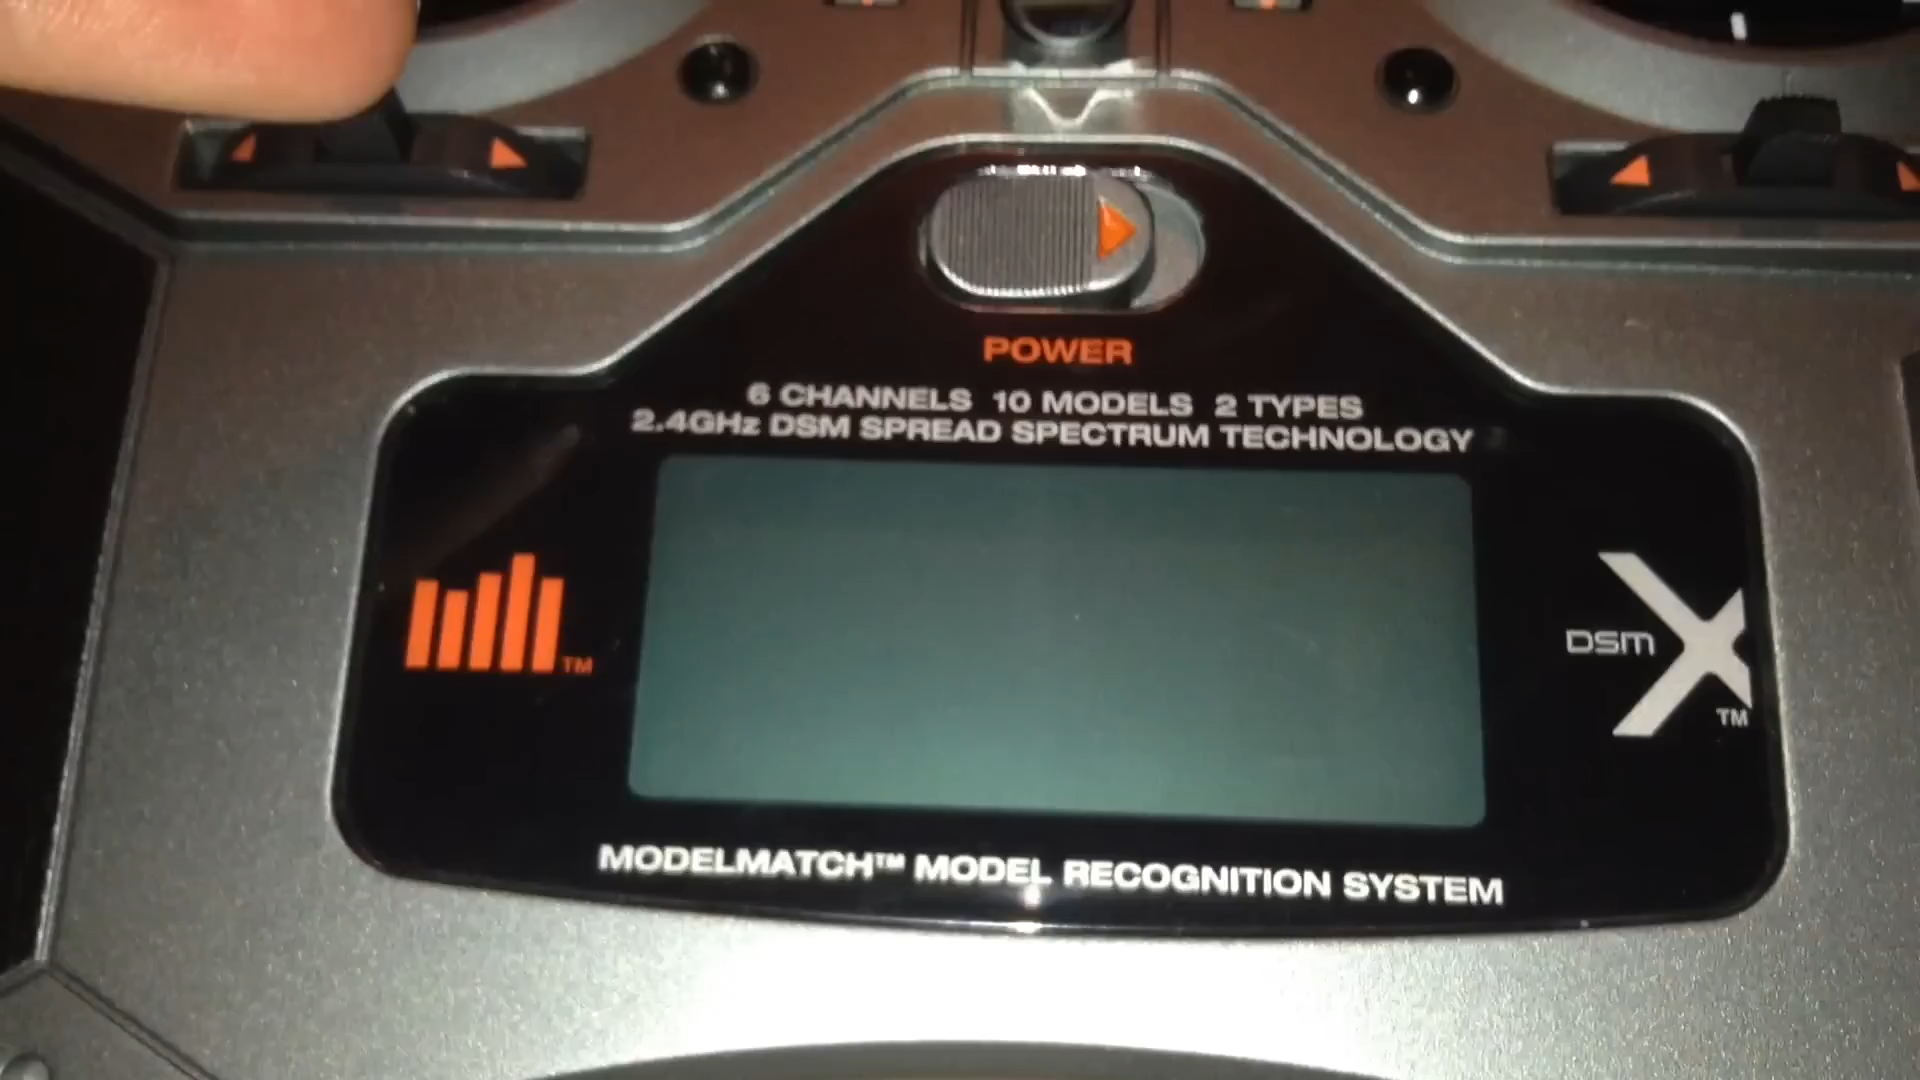 POWER
6 CHANNELS 10 MODELS 2 TYPES
2.4GHz DSM SPREAD SPECTRUM TECHNOLOGY
TM
DSM X
TM
MODELMATCH™ MODEL RECOGNITION SYSTEM